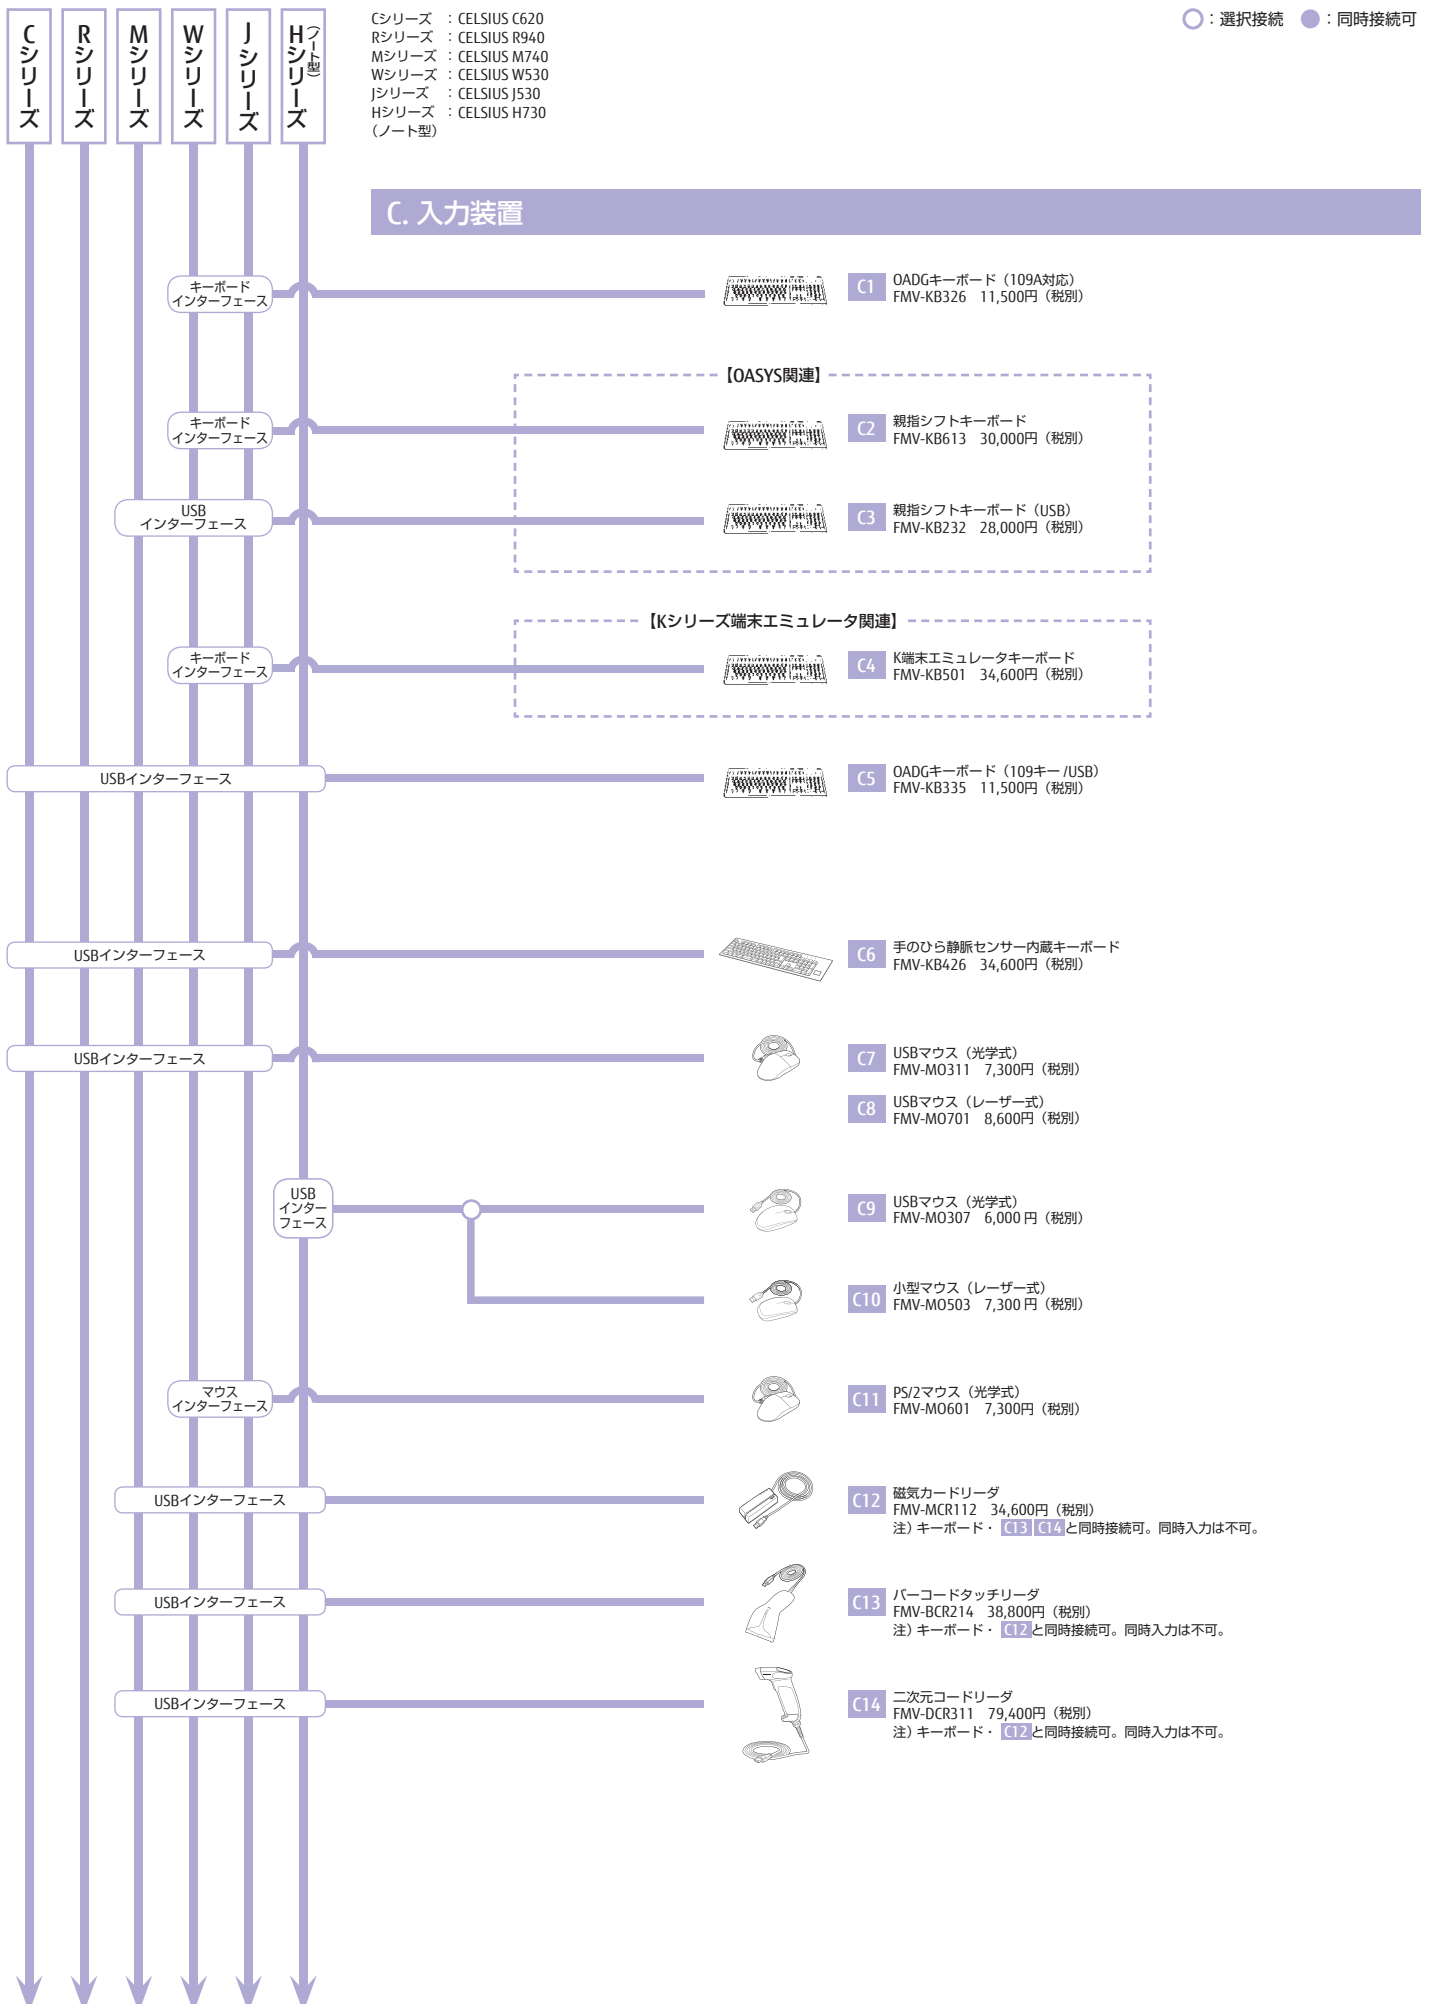 Cシリーズ
Rシリーズ
Mシリーズ
Wシリーズ
Jシリーズ
Hシリーズ
（ノート型）
Cシリーズ ：CELSIUS C620
Rシリーズ ：CELSIUS R940
Mシリーズ ：CELSIUS M740
Wシリーズ ：CELSIUS W530
Jシリーズ ：CELSIUS J530
Hシリーズ ：CELSIUS H730
（ノート型）
○：選択接続 ●：同時接続可
C. 入力装置
キーボード
インターフェース
C1
OADGキーボード（109A対応）
FMV-KB326 11,500円（税別）
【OASYS関連】
キーボード
インターフェース
C2
親指シフトキーボード
FMV-KB613 30,000円（税別）
USB
インターフェース
C3
親指シフトキーボード（USB）
FMV-KB232 28,000円（税別）
【Kシリーズ端末エミュレータ関連】
キーボード
インターフェース
C4
K端末エミュレータキーボード
FMV-KB501 34,600円（税別）
USBインターフェース
C5
OADGキーボード（109キー /USB）
FMV-KB335 11,500円（税別）
USBインターフェース
C6
手のひら静脈センサー内蔵キーボード
FMV-KB426 34,600円（税別）
USBインターフェース
C7
USBマウス（光学式）
FMV-MO311 7,300円（税別）
C8
USBマウス（レーザー式）
FMV-MO701 8,600円（税別）
USB
インター
フェース
C9
USBマウス（光学式）
FMV-MO307 6,000 円（税別）
C10
小型マウス（レーザー式）
FMV-MO503 7,300 円（税別）
マウス
インターフェース
C11
PS/2マウス（光学式）
FMV-MO601 7,300円（税別）
USBインターフェース
C12
磁気カードリーダ
FMV-MCR112 34,600円（税別）
注）キーボード・ C13 C14 と同時接続可。同時入力は不可。
USBインターフェース
C13
バーコードタッチリーダ
FMV-BCR214 38,800円（税別）
注）キーボード・ C12 と同時接続可。同時入力は不可。
USBインターフェース
C14
二次元コードリーダ
FMV-DCR311 79,400円（税別）
注）キーボード・ C12 と同時接続可。同時入力は不可。